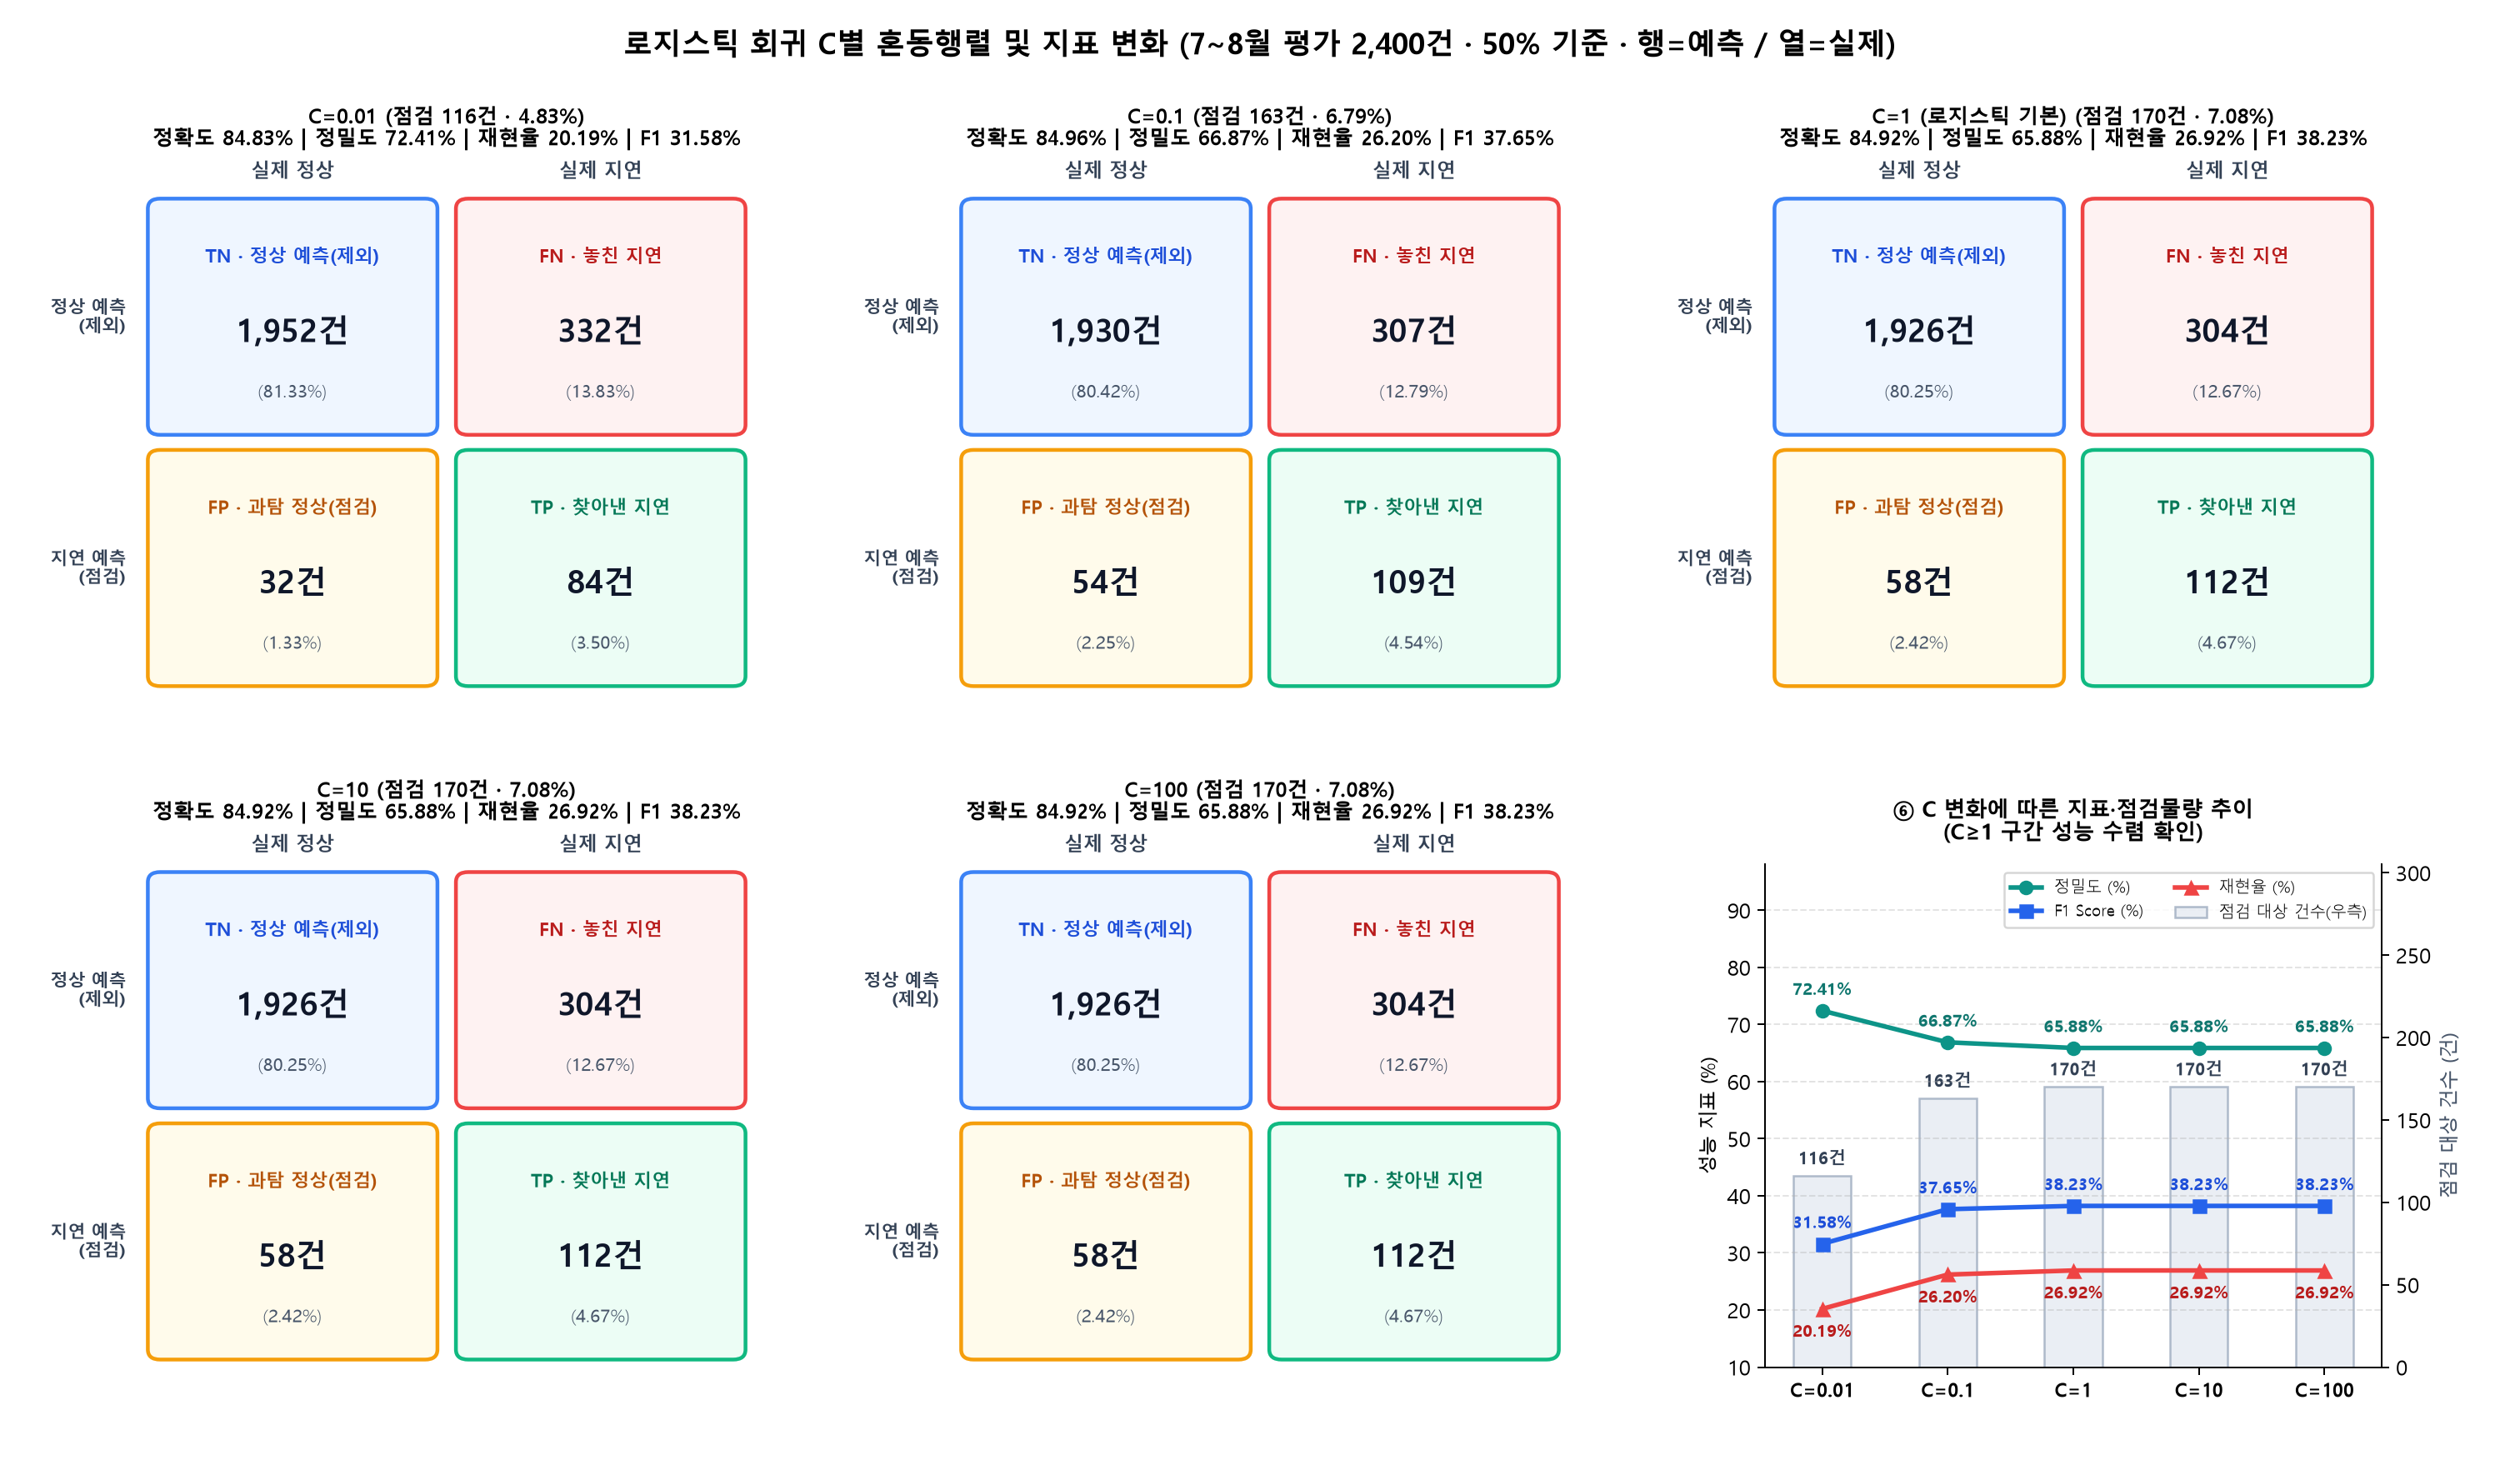 로지스틱 회귀 C별 혼동행렬 및 지표 변화 (7~8월 평가 2,400건 · 50% 기준 · 행=예측 / 열=실제)
C=0.01 (점검 116건 · 4.83%)
정확도 84.83% | 정밀도 72.41% | 재현율 20.19% | F1 31.58%
실제 정상
실제 지연
정상 예측
(제외)
TN · 정상 예측(제외)
1,952건
(81.33%)
FN · 놓친 지연
332건
(13.83%)
지연 예측
(점검)
FP · 과탐 정상(점검)
32건
(1.33%)
TP · 찾아낸 지연
84건
(3.50%)
C=0.1 (점검 163건 · 6.79%)
정확도 84.96% | 정밀도 66.87% | 재현율 26.20% | F1 37.65%
실제 정상
실제 지연
정상 예측
(제외)
TN · 정상 예측(제외)
1,930건
(80.42%)
FN · 놓친 지연
307건
(12.79%)
지연 예측
(점검)
FP · 과탐 정상(점검)
54건
(2.25%)
TP · 찾아낸 지연
109건
(4.54%)
C=1 (로지스틱 기본) (점검 170건 · 7.08%)
정확도 84.92% | 정밀도 65.88% | 재현율 26.92% | F1 38.23%
실제 정상
실제 지연
정상 예측
(제외)
TN · 정상 예측(제외)
1,926건
(80.25%)
FN · 놓친 지연
304건
(12.67%)
지연 예측
(점검)
FP · 과탐 정상(점검)
58건
(2.42%)
TP · 찾아낸 지연
112건
(4.67%)
C=10 (점검 170건 · 7.08%)
정확도 84.92% | 정밀도 65.88% | 재현율 26.92% | F1 38.23%
실제 정상
실제 지연
정상 예측
(제외)
TN · 정상 예측(제외)
1,926건
(80.25%)
FN · 놓친 지연
304건
(12.67%)
지연 예측
(점검)
FP · 과탐 정상(점검)
58건
(2.42%)
TP · 찾아낸 지연
112건
(4.67%)
C=100 (점검 170건 · 7.08%)
정확도 84.92% | 정밀도 65.88% | 재현율 26.92% | F1 38.23%
실제 정상
실제 지연
정상 예측
(제외)
TN · 정상 예측(제외)
1,926건
(80.25%)
FN · 놓친 지연
304건
(12.67%)
지연 예측
(점검)
FP · 과탐 정상(점검)
58건
(2.42%)
TP · 찾아낸 지연
112건
(4.67%)
⑥ C 변화에 따른 지표·점검물량 추이
(C≥1 구간 성능 수렴 확인)
정밀도 (%)
F1 Score (%)
재현율 (%)
점검 대상 건수(우측)
성능 지표 (%)
90
80
70
60
50
40
30
20
10
72.41%
66.87%
65.88%
65.88%
65.88%
116건
163건
170건
170건
170건
31.58%
37.65%
38.23%
38.23%
38.23%
20.19%
26.20%
26.92%
26.92%
26.92%
C=0.01
C=0.1
C=1
C=10
C=100
300
250
200
150
100
50
0
점검 대상 건수 (건)